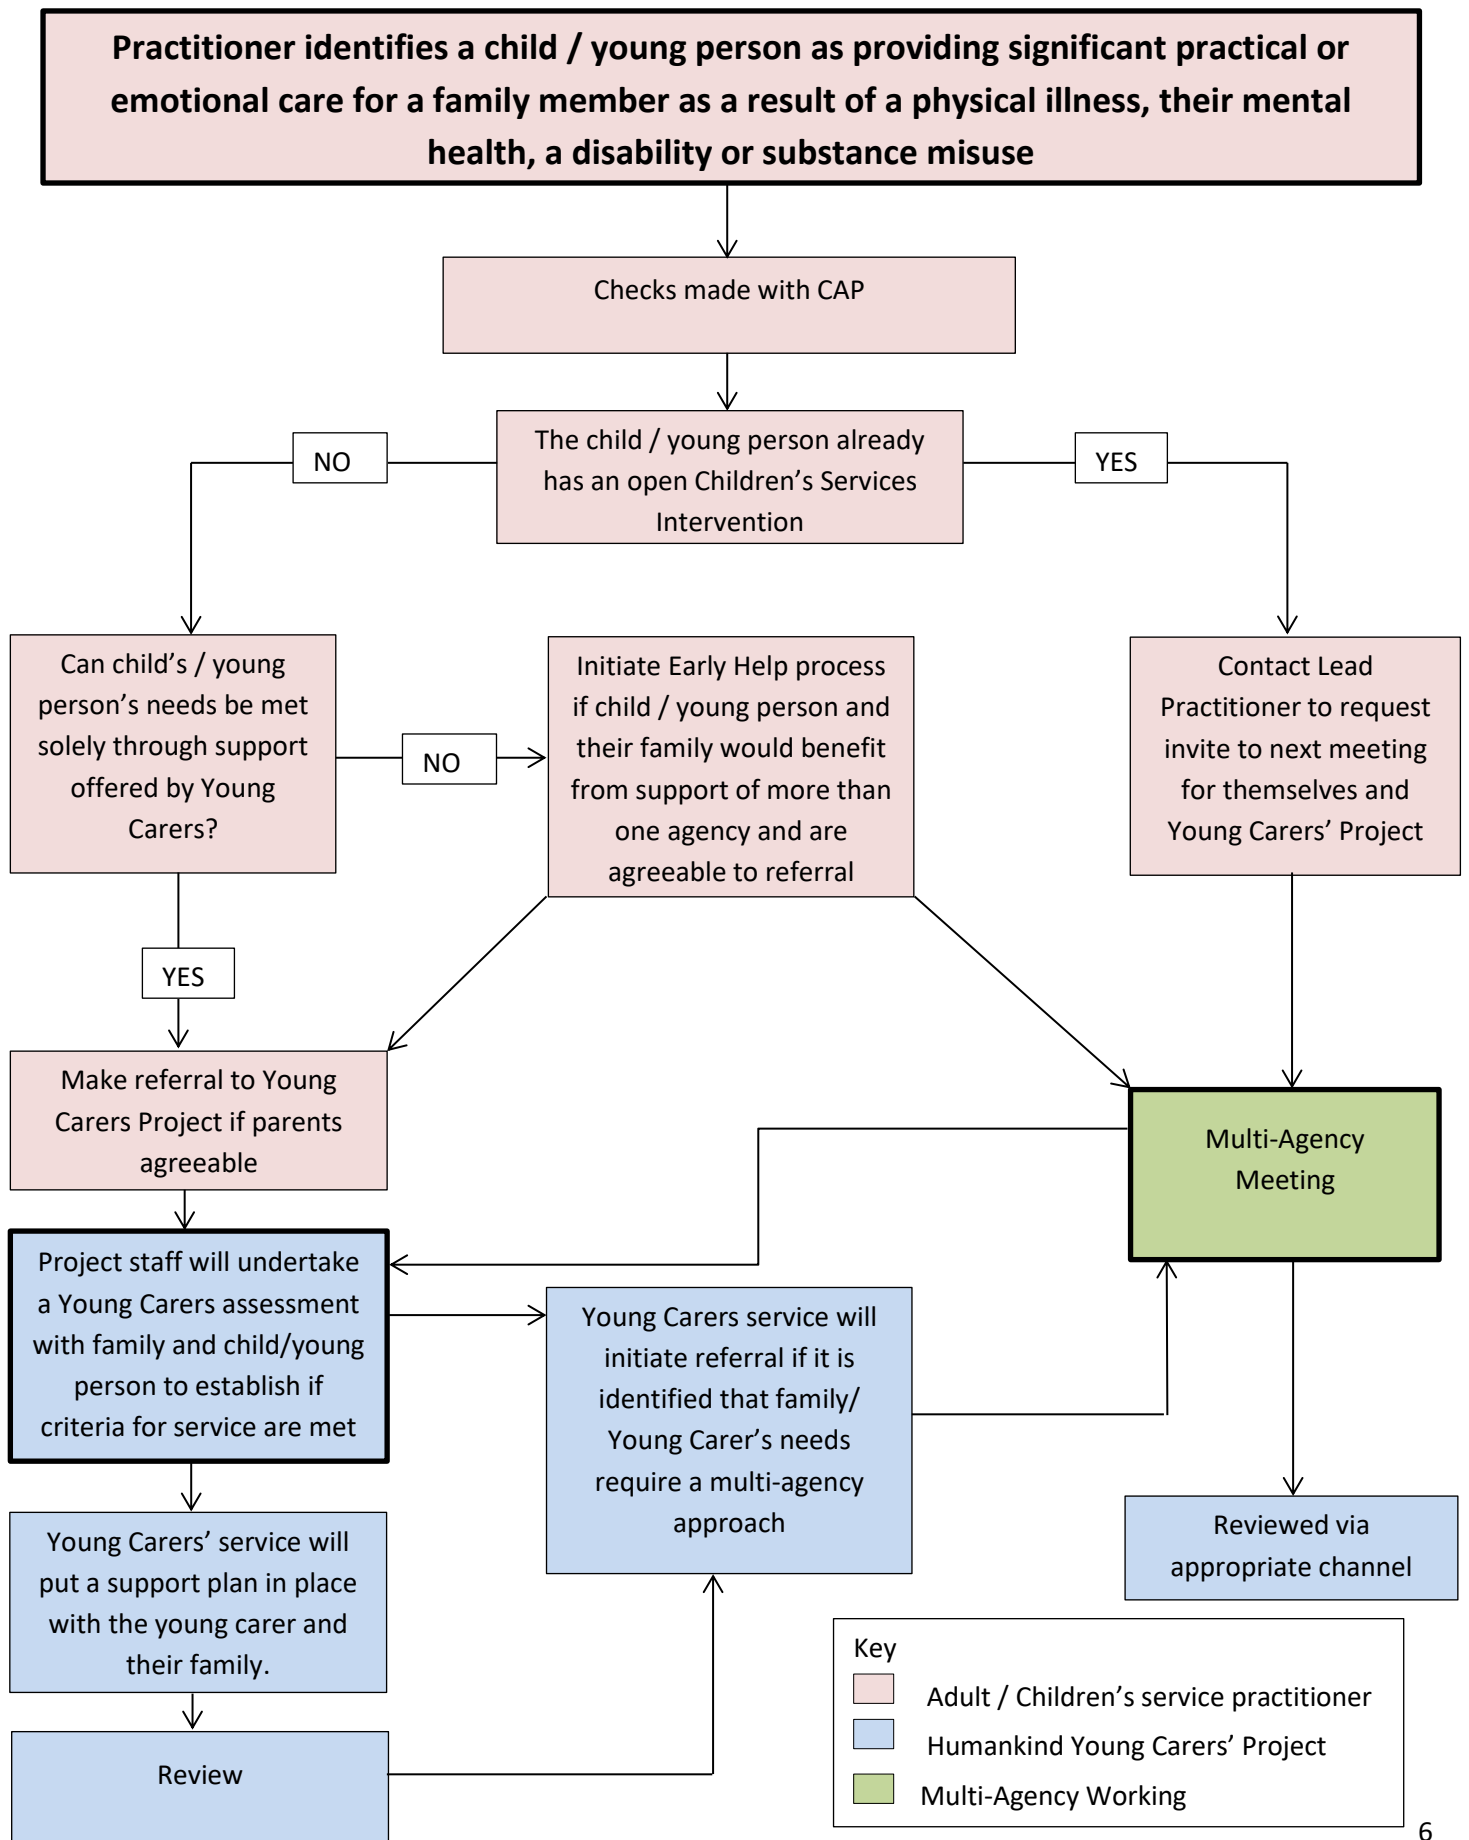 Practitioner identifies a child / young person as providing significant practical or
emotional care for a family member as a result of a physical illness, their mental
health, a disability or substance misuse
Checks made with CAP
The child / young person already
has an open Children’s Services
Intervention
NO
YES
Can child’s / young
person’s needs be met
solely through support
offered by Young
Carers?
NO
Initiate Early Help process
if child / young person and
their family would benefit
from support of more than
one agency and are
agreeable to referral
Contact Lead
Practitioner to request
invite to next meeting
for themselves and
Young Carers’ Project
YES
Make referral to Young
Carers Project if parents
agreeable
Multi-Agency
Meeting
Project staff will undertake
a Young Carers assessment
with family and child/young
person to establish if
criteria for service are met
Young Carers service will
initiate referral if it is
identified that family/
Young Carer’s needs
require a multi-agency
approach
Reviewed via
appropriate channel
Young Carers’ service will
put a support plan in place
with the young carer and
their family.
Review
Key
Adult / Children’s service practitioner
Humankind Young Carers’ Project
Multi-Agency Working
6